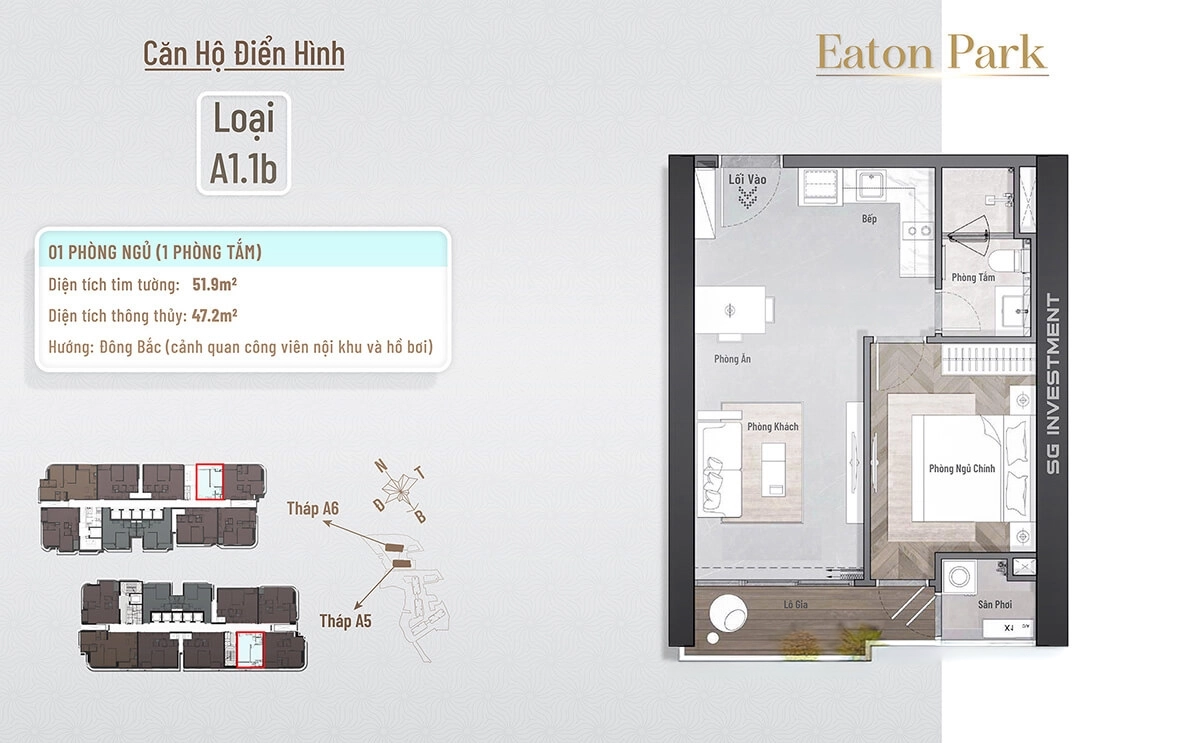 Căn Hộ Điển Hình
Eaton Park
Loại
A1.1b
01 PHÒNG NGỦ (1 PHÒNG TẮM)
Diện tích tim tường: 51.9m²
Diện tích thông thủy: 47.2m²
Hướng: Đông Bắc (cảnh quan công viên nội khu và hồ bơi)
Lối Vào
Bếp
Phòng Tắm
Phòng Ăn
Phòng Khách
Phòng Ngủ Chính
Lô Gia
Sân Phơi
SG INVESTMENT
N
T
D
B
Tháp A6
Tháp A5